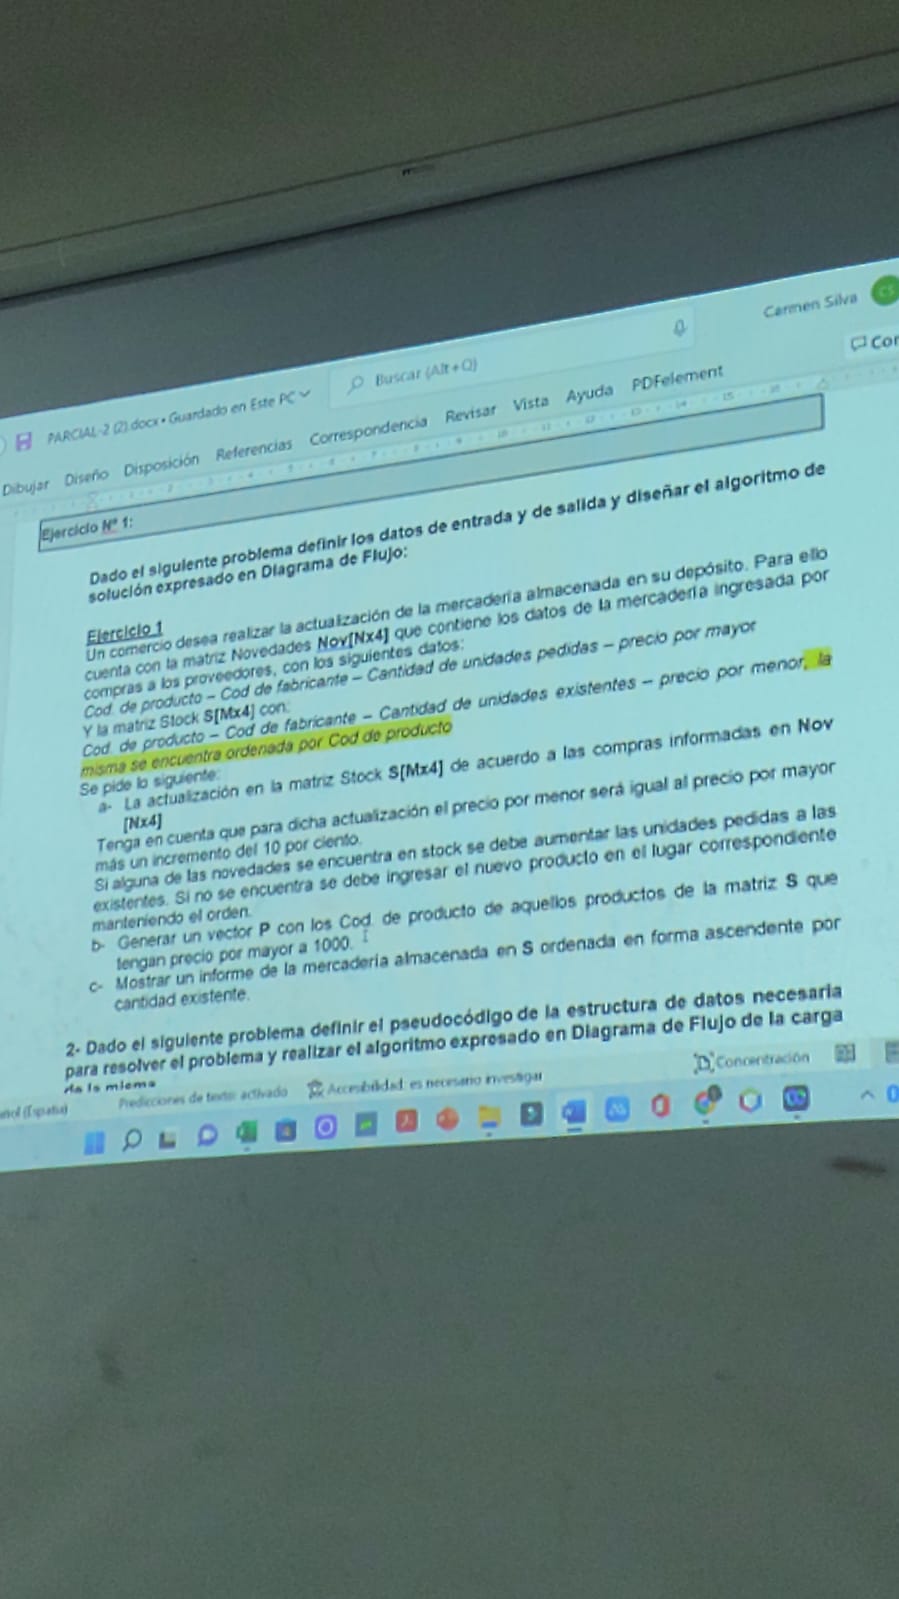 Carmen Silva
CS
PARCIAL-2 (2).docx • Guardado en Este PC
Buscar (Alt+Q)
Dibujar Diseño Disposición Referencias Correspondencia Revisar Vista Ayuda PDFelement
Ejercicio Nº 1:
Dado el siguiente problema definir los datos de entrada y de salida y diseñar el algoritmo de
solución expresado en Diagrama de Flujo:
Ejercicio 1
Un comercio desea realizar la actualización de la mercadería almacenada en su depósito. Para ello
cuenta con la matriz Novedades Nov[Nx4] que contiene los datos de la mercadería ingresada por
compras a los proveedores, con los siguientes datos:
Cod. de producto – Cod de fabricante – Cantidad de unidades pedidas – precio por mayor
Y la matriz Stock S[Mx4] con:
Cod. de producto – Cod de fabricante – Cantidad de unidades existentes – precio por menor, la
misma se encuentra ordenada por Cod de producto
Se pide lo siguiente:
a- La actualización en la matriz Stock S[Mx4] de acuerdo a las compras informadas en Nov
[Nx4]
Tenga en cuenta que para dicha actualización el precio por menor será igual al precio por mayor
más un incremento del 10 por ciento.
Si alguna de las novedades se encuentra en stock se debe aumentar las unidades pedidas a las
existentes. Si no se encuentra se debe ingresar el nuevo producto en el lugar correspondiente
manteniendo el orden.
b- Generar un vector P con los Cod. de producto de aquellos productos de la matriz S que
tengan precio por mayor a 1000.
c- Mostrar un informe de la mercadería almacenada en S ordenada en forma ascendente por
cantidad existente.
2- Dado el siguiente problema definir el pseudocódigo de la estructura de datos necesaria
para resolver el problema y realizar el algoritmo expresado en Diagrama de Flujo de la carga
de la misma
(España) Predicciones de texto: activado Accesibilidad: es necesario investigar Concentración